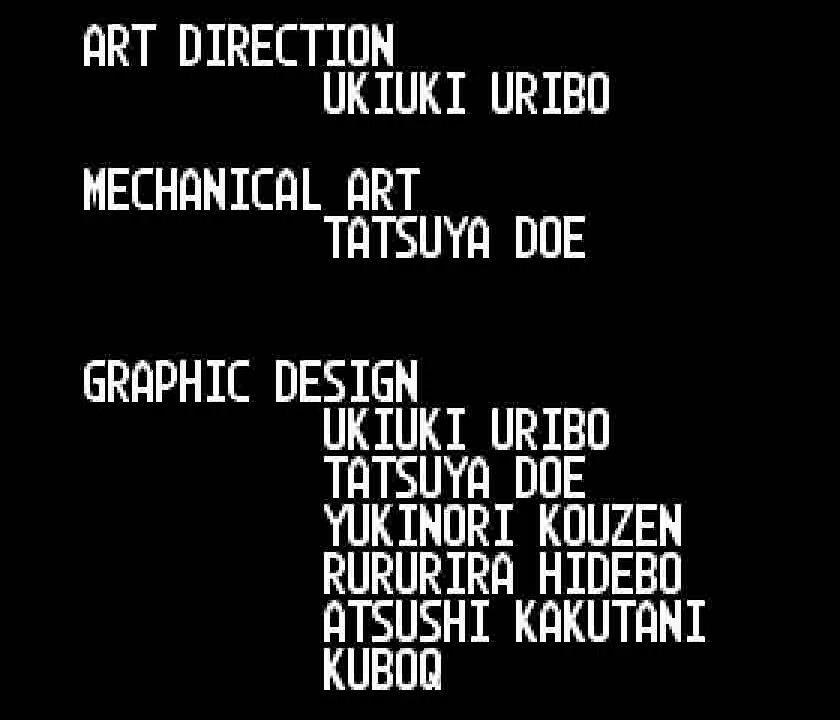 ART DIRECTION
UKIUKI URIBO
MECHANICAL ART
TATSUYA DOE
GRAPHIC DESIGN
UKIUKI URIBO
TATSUYA DOE
YUKINORI KOUZEN
RURURIRA HIDEBO
ATSUSHI KAKUTANI
KUBOQ